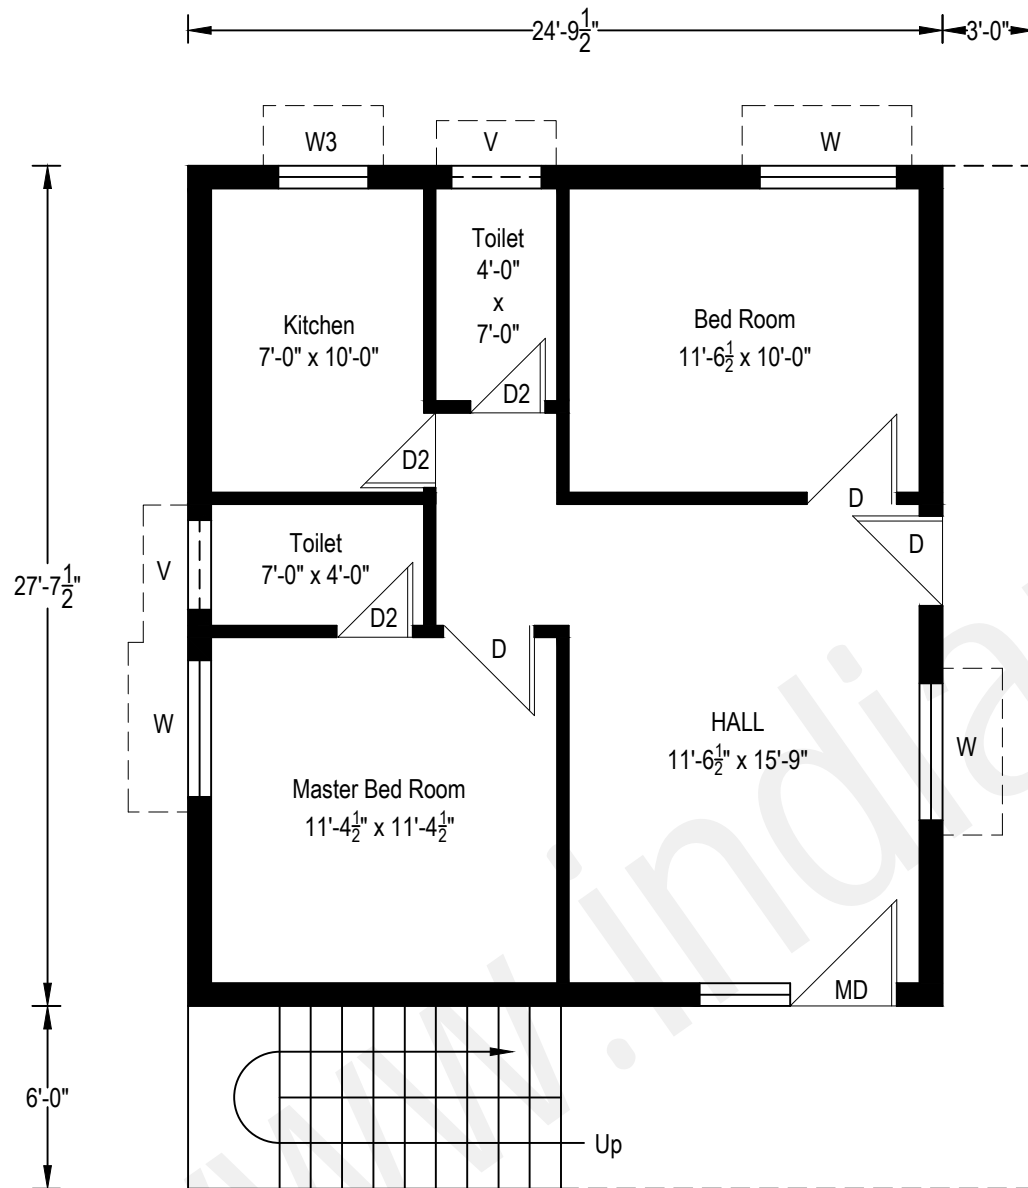 24'-9½"
3'-0"
W3
V
W
Toilet
4'-0"
x
7'-0"
Kitchen
7'-0" x 10'-0"
Bed Room
11'-6½ x 10'-0"
D2
D2
D
D
Toilet
7'-0" x 4'-0"
V
27'-7½"
D2
D
W
HALL
11'-6½" x 15'-9"
W
Master Bed Room
11'-4½" x 11'-4½"
MD
6'-0"
Up
www.india